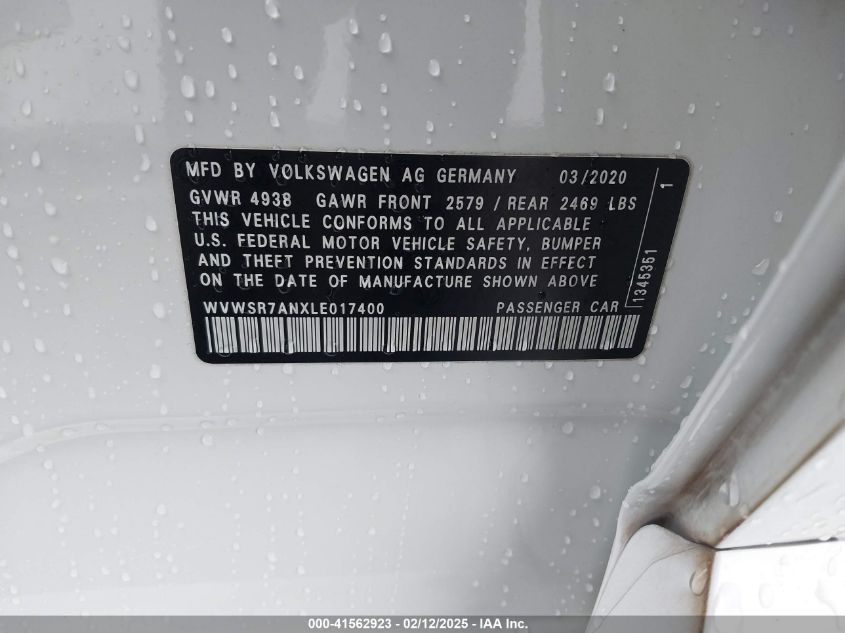 MFD BY VOLKSWAGEN AG GERMANY 03/2020
GVWR 4938 GAWR FRONT 2579 / REAR 2469 LBS
THIS VEHICLE CONFORMS TO ALL APPLICABLE
U.S. FEDERAL MOTOR VEHICLE SAFETY, BUMPER
AND THEFT PREVENTION STANDARDS IN EFFECT
ON THE DATE OF MANUFACTURE SHOWN ABOVE
WVWSR7ANXLE017400 PASSENGER CAR
1345351 1
000-41562923 - 02/12/2025 - IAA Inc.